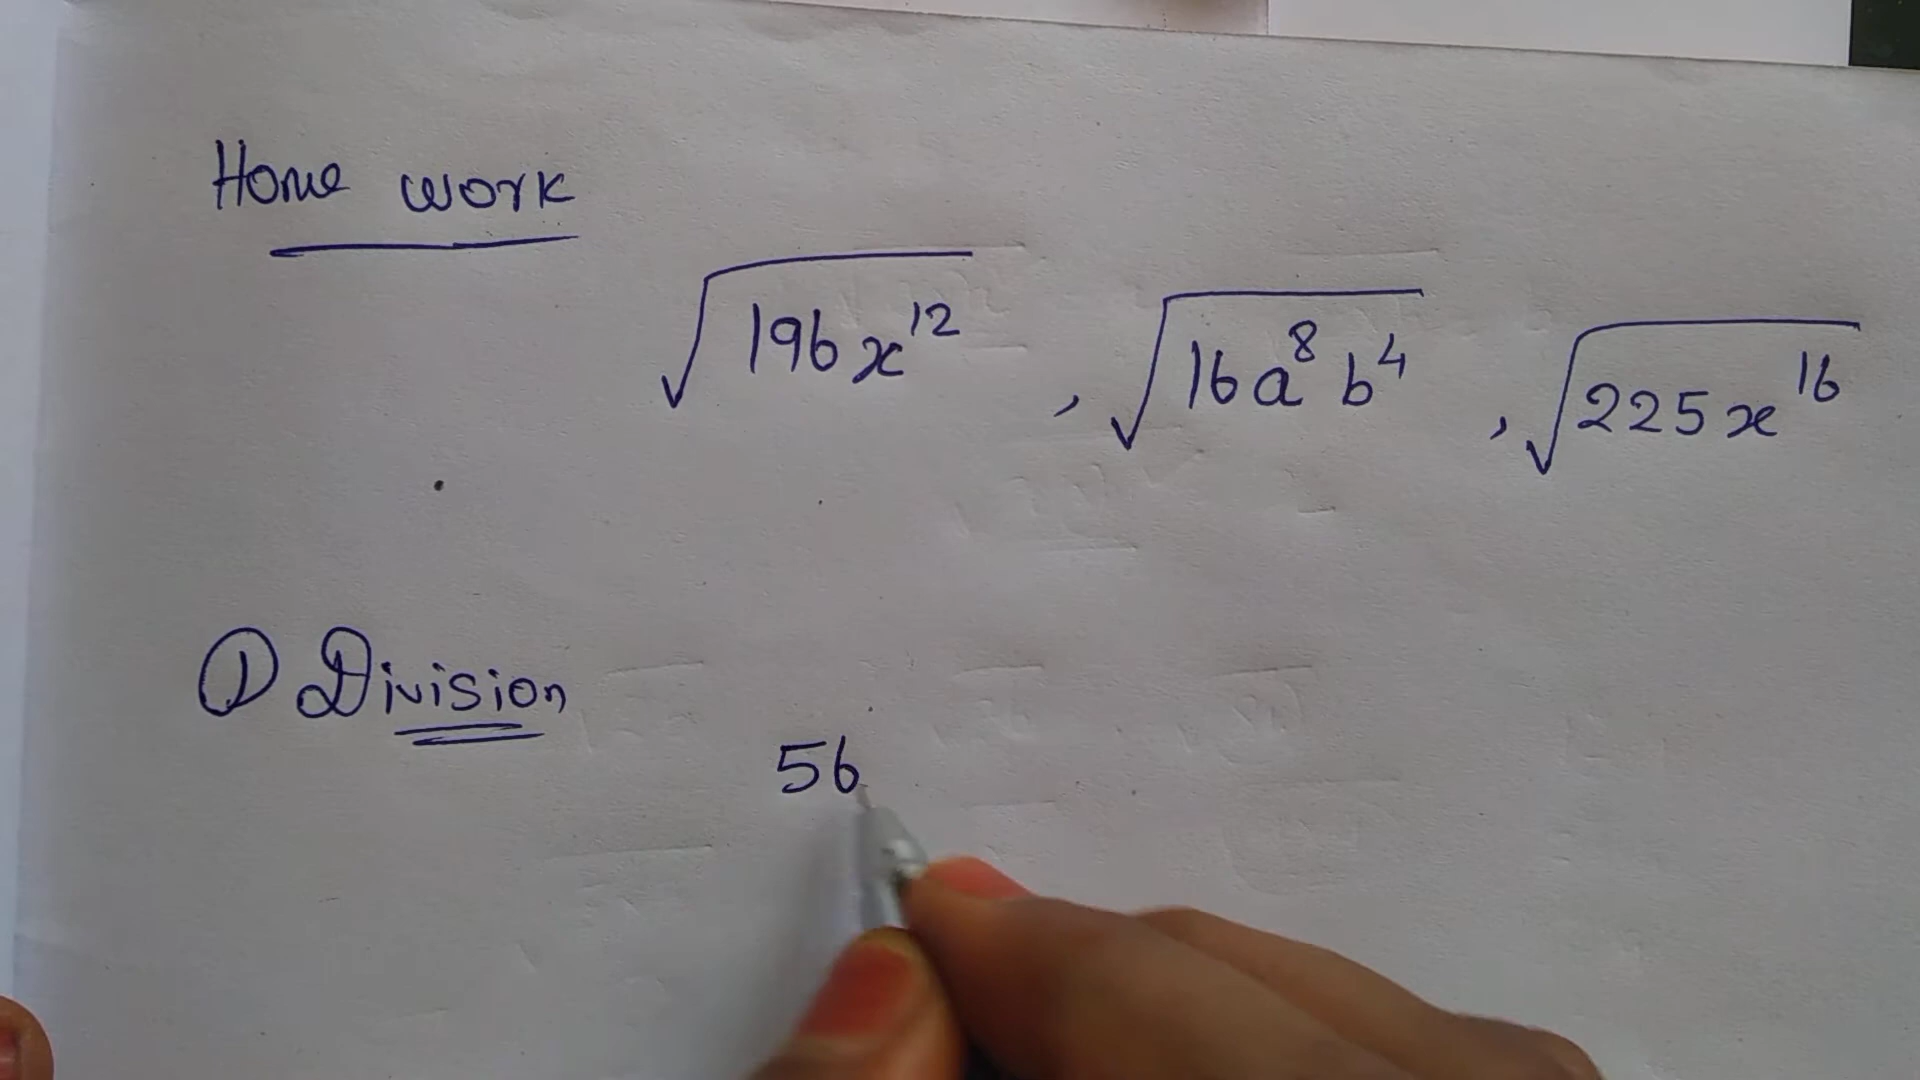 Home work
√196x¹² , √16a⁸b⁴ , √225x¹⁶
① Division
56